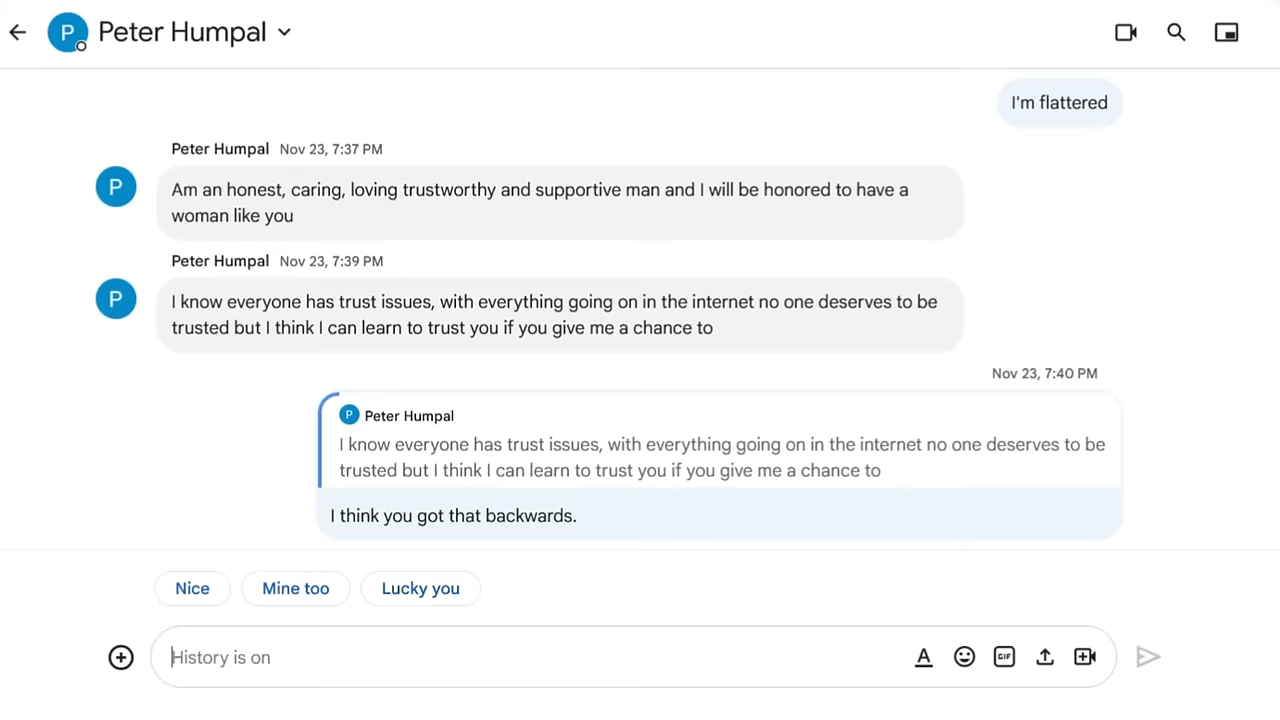 P Peter Humpal
I'm flattered
Peter Humpal Nov 23, 7:37 PM
P
Am an honest, caring, loving trustworthy and supportive man and I will be honored to have a
woman like you
Peter Humpal Nov 23, 7:39 PM
P
I know everyone has trust issues, with everything going on in the internet no one deserves to be
trusted but I think I can learn to trust you if you give me a chance to
Nov 23, 7:40 PM
P Peter Humpal
I know everyone has trust issues, with everything going on in the internet no one deserves to be
trusted but I think I can learn to trust you if you give me a chance to
I think you got that backwards.
Nice Mine too Lucky you
History is on A GIF